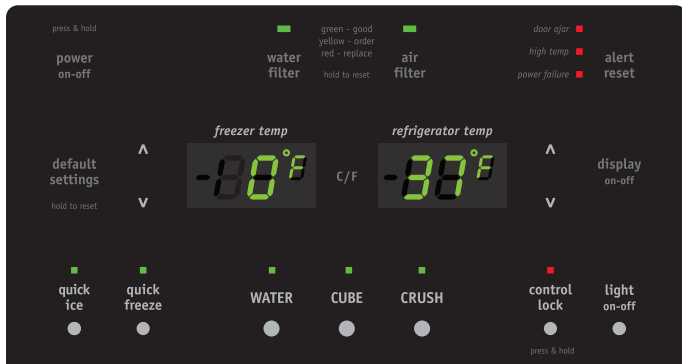 press & hold
power
on-off
water
filter
green - good
yellow - order
red - replace
hold to reset
air
filter
door ajar
high temp
power failure
alert
reset
default
settings
hold to reset
^
v
freezer temp
0°F
C/F
refrigerator temp
37°F
^
v
display
on-off
quick
ice
quick
freeze
WATER
CUBE
CRUSH
control
lock
press & hold
light
on-off